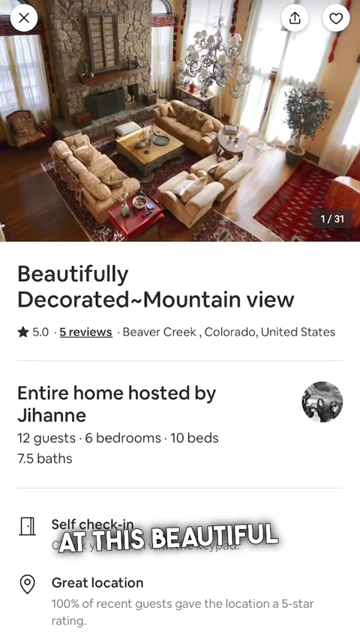 1 / 31
Beautifully
Decorated~Mountain view
5.0 · 5 reviews · Beaver Creek , Colorado, United States
Entire home hosted by
Jihanne
12 guests · 6 bedrooms · 10 beds
7.5 baths
Self check-in
AT THIS BEAUTIFUL
keypad.
Great location
100% of recent guests gave the location a 5-star
rating.